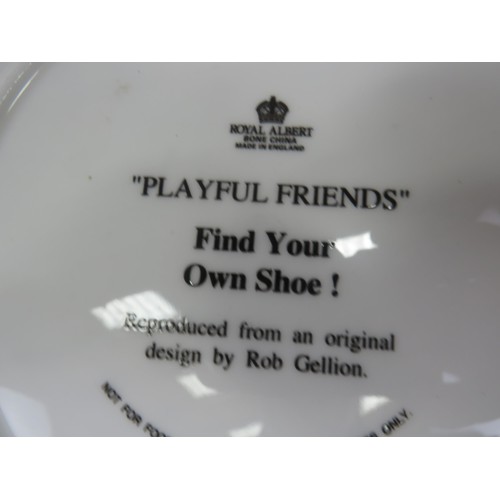 ROYAL ALBERT
BONE CHINA
MADE IN ENGLAND
"PLAYFUL FRIENDS"
Find Your
Own Shoe !
Reproduced from an original
design by Rob Gellion.
NOT FOR ONLY.